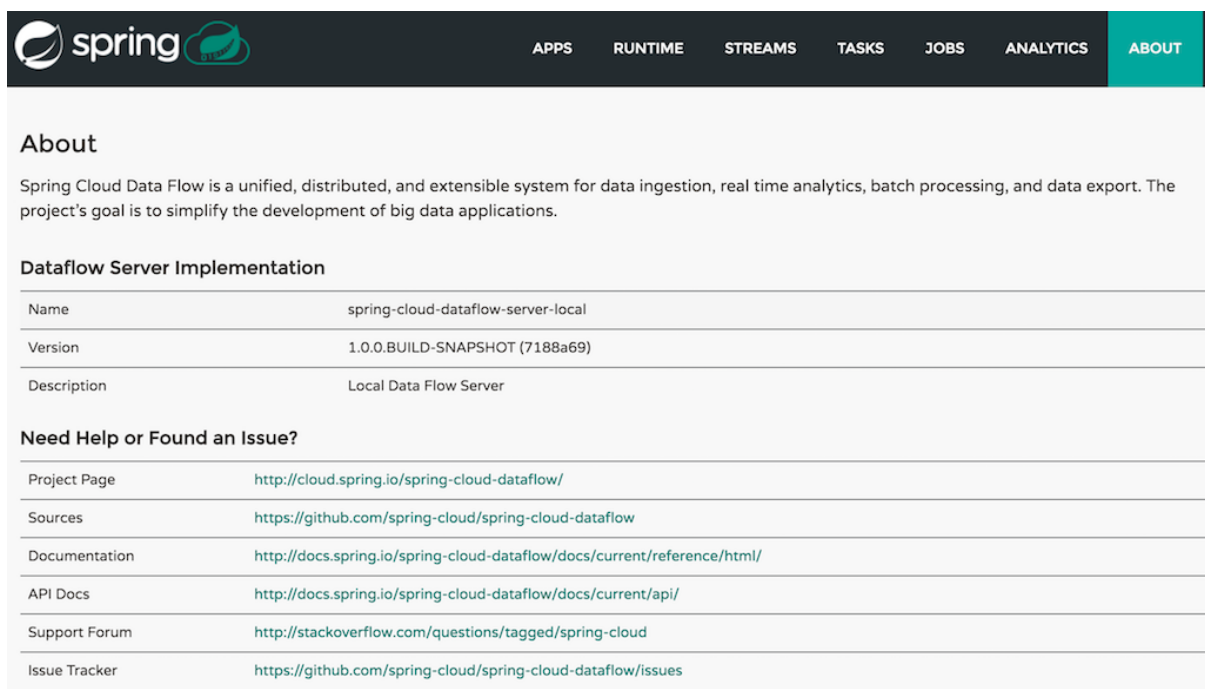 spring
APPS RUNTIME STREAMS TASKS JOBS ANALYTICS ABOUT
About
Spring Cloud Data Flow is a unified, distributed, and extensible system for data ingestion, real time analytics, batch processing, and data export. The
project's goal is to simplify the development of big data applications.
Dataflow Server Implementation
Name spring-cloud-dataflow-server-local
Version 1.0.0.BUILD-SNAPSHOT (7188a69)
Description Local Data Flow Server
Need Help or Found an Issue?
Project Page http://cloud.spring.io/spring-cloud-dataflow/
Sources https://github.com/spring-cloud/spring-cloud-dataflow
Documentation http://docs.spring.io/spring-cloud-dataflow/docs/current/reference/html/
API Docs http://docs.spring.io/spring-cloud-dataflow/docs/current/api/
Support Forum http://stackoverflow.com/questions/tagged/spring-cloud
Issue Tracker https://github.com/spring-cloud/spring-cloud-dataflow/issues